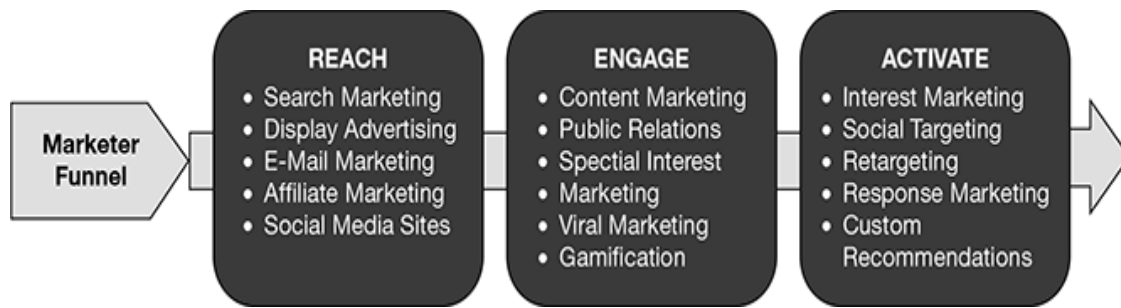 Marketer
Funnel
REACH
• Search Marketing
• Display Advertising
• E-Mail Marketing
• Affiliate Marketing
• Social Media Sites
ENGAGE
• Content Marketing
• Public Relations
• Spectial Interest
• Marketing
• Viral Marketing
• Gamification
ACTIVATE
• Interest Marketing
• Social Targeting
• Retargeting
• Response Marketing
• Custom
Recommendations